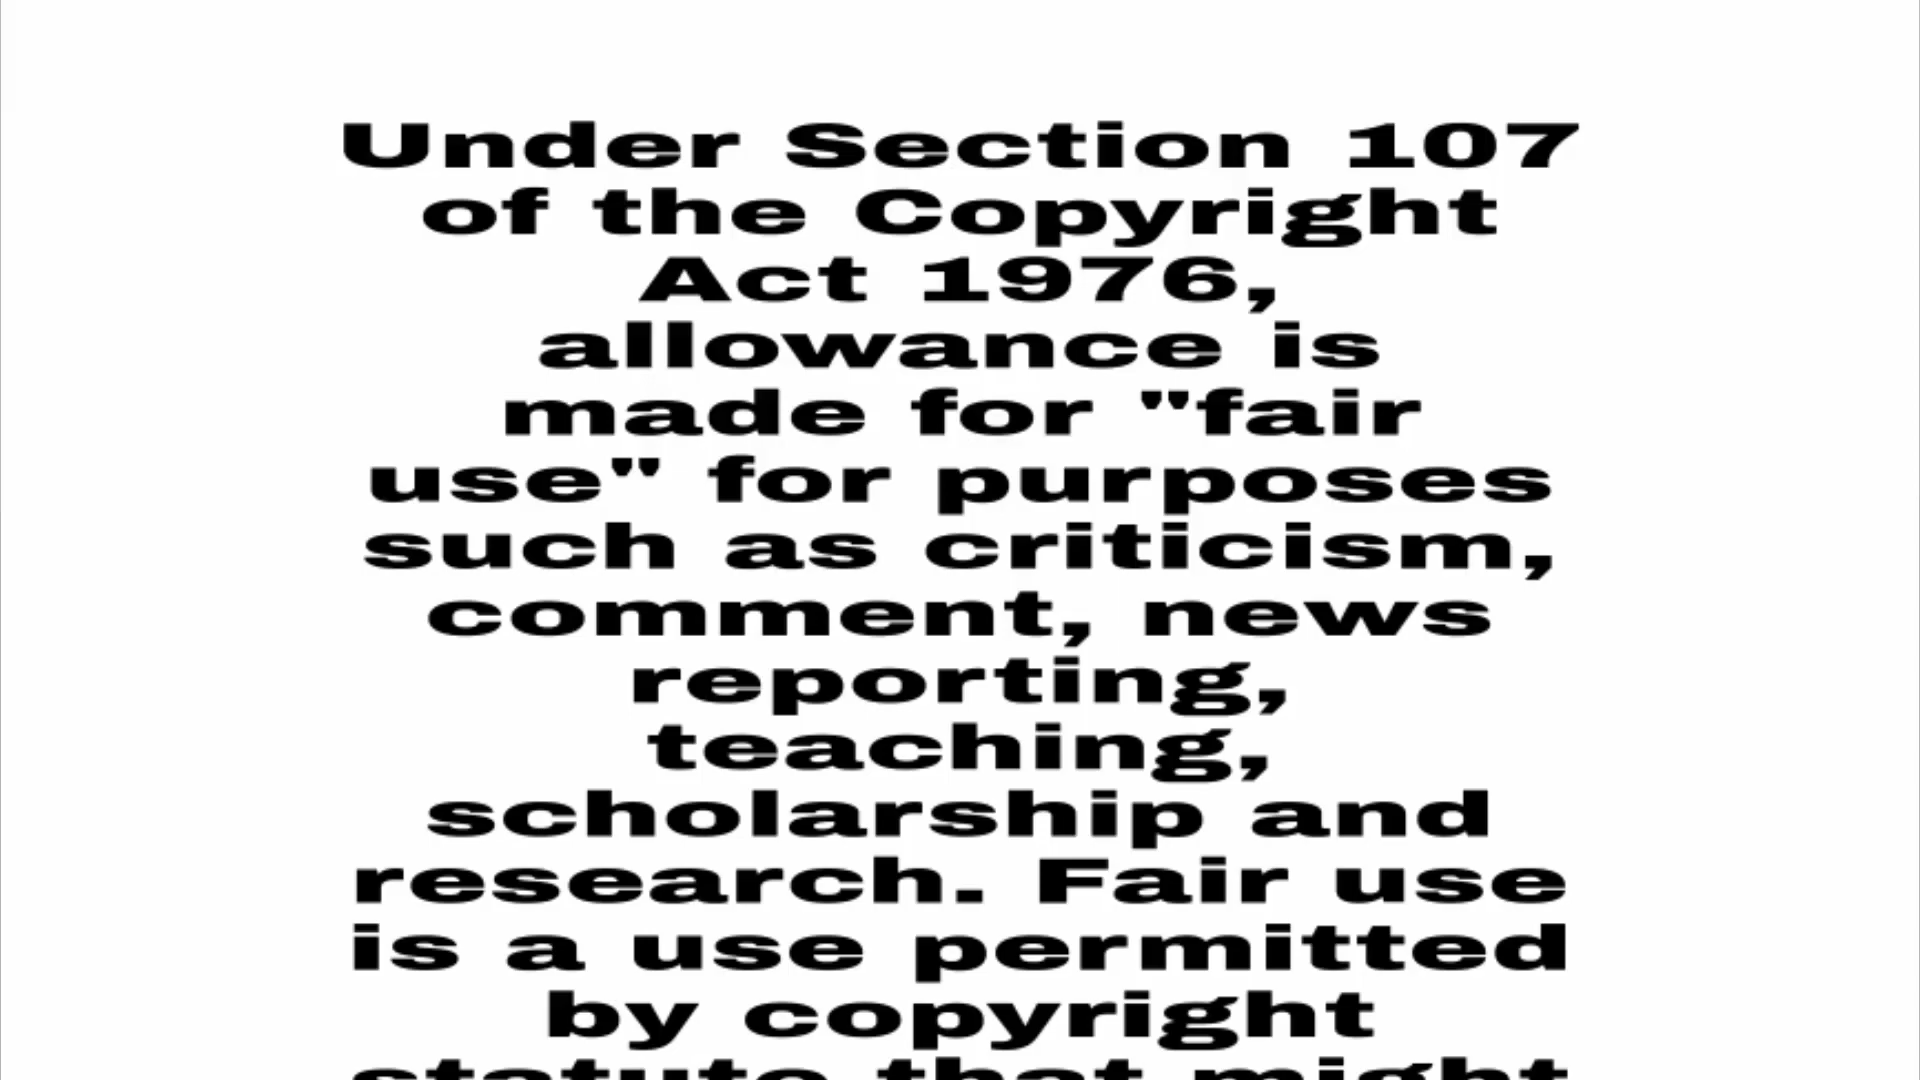 Under Section 107
of the Copyright
Act 1976,
allowance is
made for "fair
use" for purposes
such as criticism,
comment, news
reporting,
teaching,
scholarship and
research. Fair use
is a use permitted
by copyright
statute that might